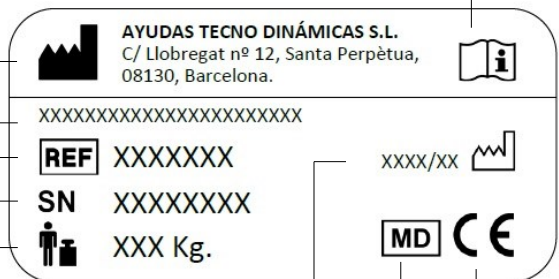 AYUDAS TECNO DINÁMICAS S.L.
C/ Llobregat nº 12, Santa Perpètua,
08130, Barcelona.
XXXXXXXXXXXXXXXXXXXXXXX
REF XXXXXXX
XXXX/XX
SN XXXXXXXX
XXX Kg.
MD CE